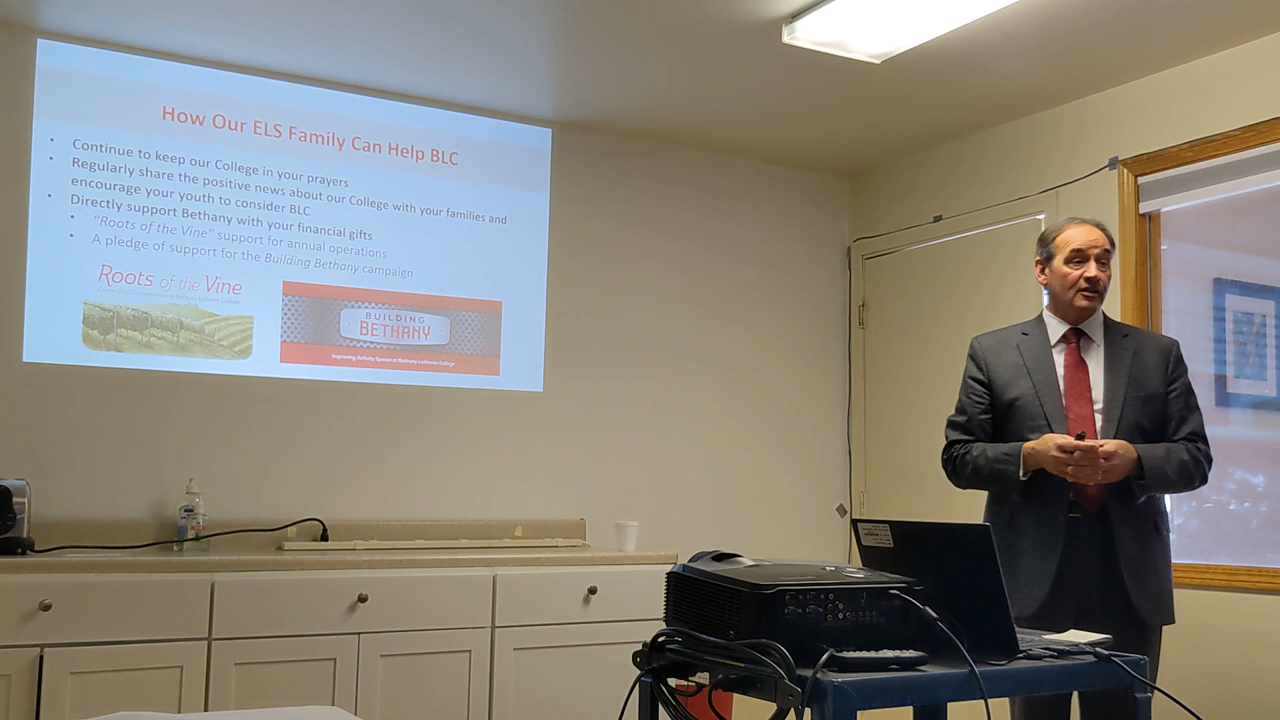 How Our ELS Family Can Help BLC
• Continue to keep our College in your prayers
• Regularly share the positive news about our College with your families and
encourage your youth to consider BLC
• Directly support Bethany with your financial gifts
• "Roots of the Vine" support for annual operations
• A pledge of support for the Building Bethany campaign
Roots of the Vine
BUILDING
BETHANY
Improving Activity Spaces at Bethany Lutheran College